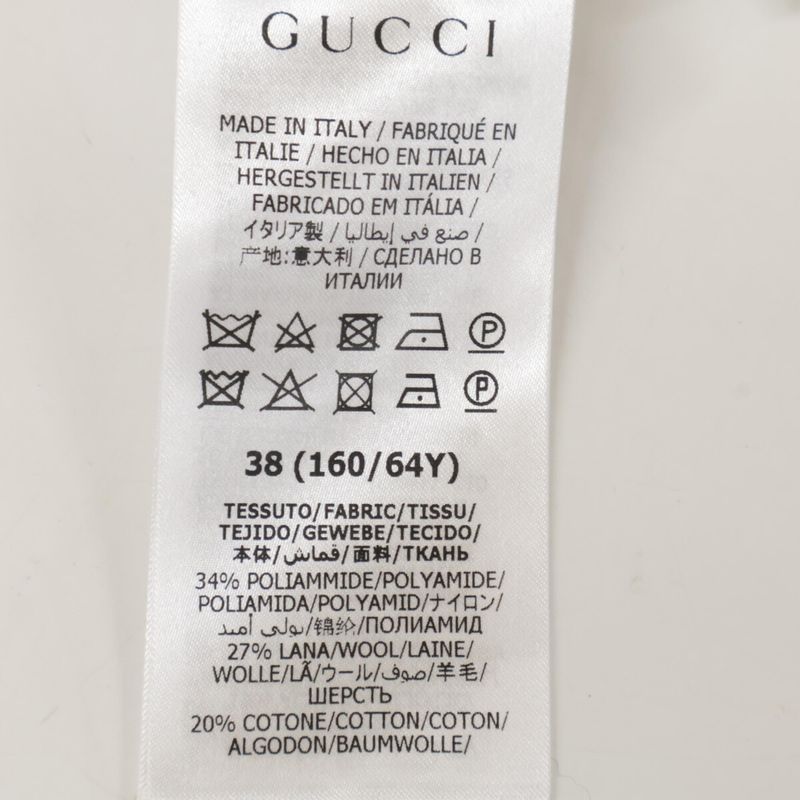 GUCCI
MADE IN ITALY / FABRIQUÉ EN
ITALIE / HECHO EN ITALIA /
HERGESTELLT IN ITALIEN /
FABRICADO EM ITÁLIA /
イタリア製 / صنع في إيطاليا /
产地:意大利 / СДЕЛАНО В
ИТАЛИИ
P
P
38 (160/64Y)
TESSUTO/FABRIC/TISSU/
TEJIDO/GEWEBE/TECIDO/
本体/قماش/面料/ТКАНЬ
34% POLIAMMIDE/POLYAMIDE/
POLIAMIDA/POLYAMID/ナイロン/
بولي أميد/锦纶/ПОЛИАМИД
27% LANA/WOOL/LAINE/
WOLLE/LÃ/ウール/صوف/羊毛/
ШЕРСТЬ
20% COTONE/COTTON/COTON/
ALGODON/BAUMWOLLE/